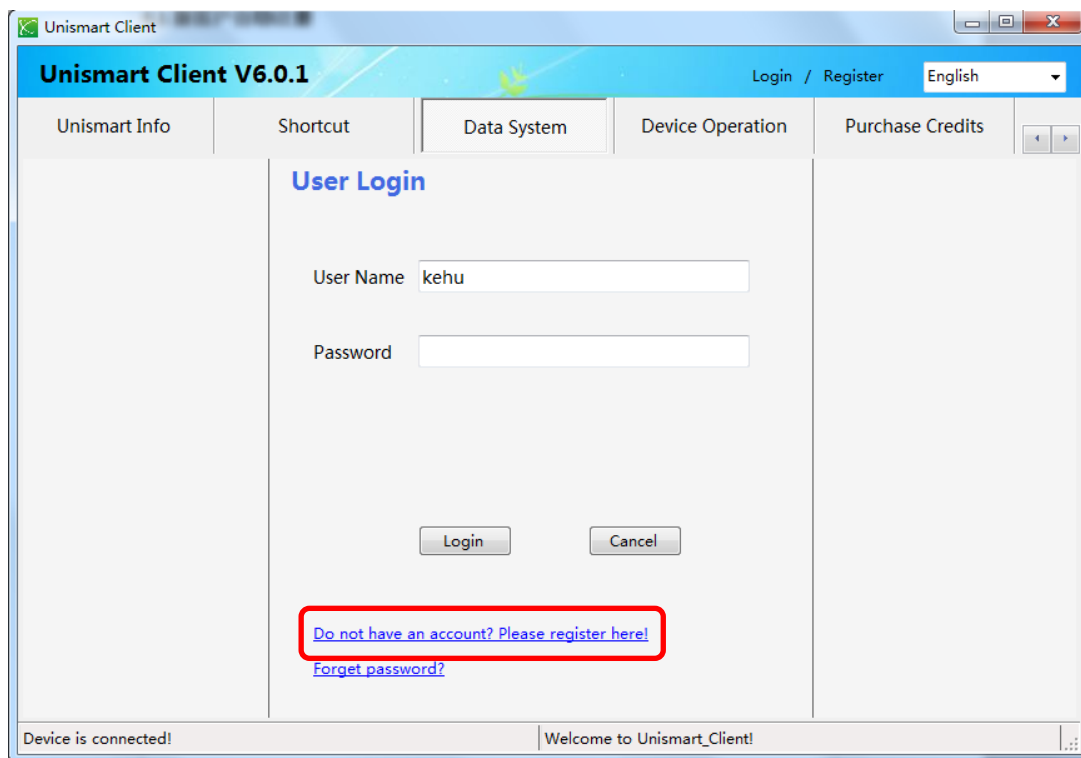 Unismart Client
Unismart Client V6.0.1
Login / Register
English
Unismart Info
Shortcut
Data System
Device Operation
Purchase Credits
User Login
User Name kehu
Password
Login
Cancel
Do not have an account? Please register here!
Forget password?
Device is connected!
Welcome to Unismart_Client!